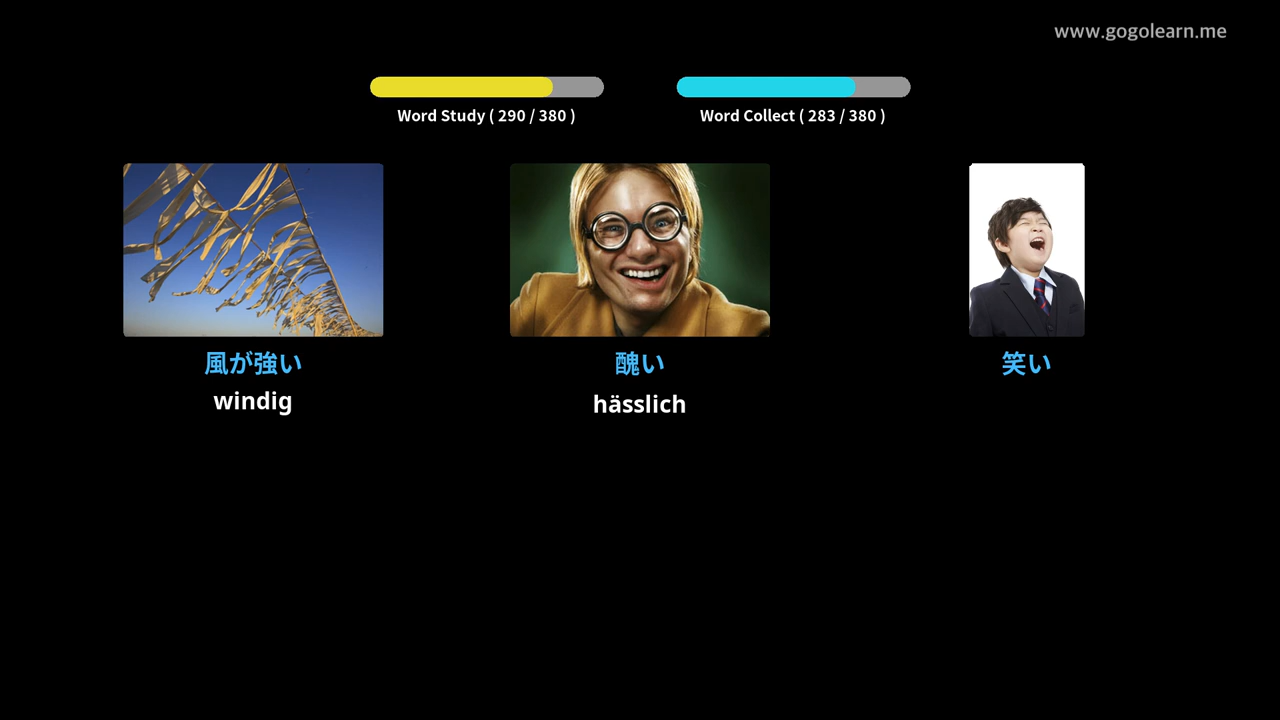 www.gogolearn.me
Word Study ( 290 / 380 )
Word Collect ( 283 / 380 )
風が強い
windig
醜い
hässlich
笑い